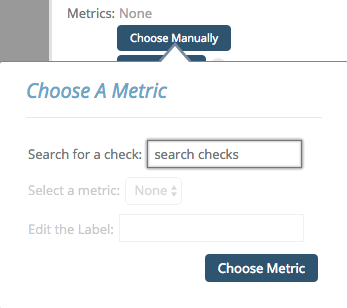 Metrics: None
Choose Manually
Choose A Metric
Search for a check: search checks
Select a metric: None
Edit the Label:
Choose Metric